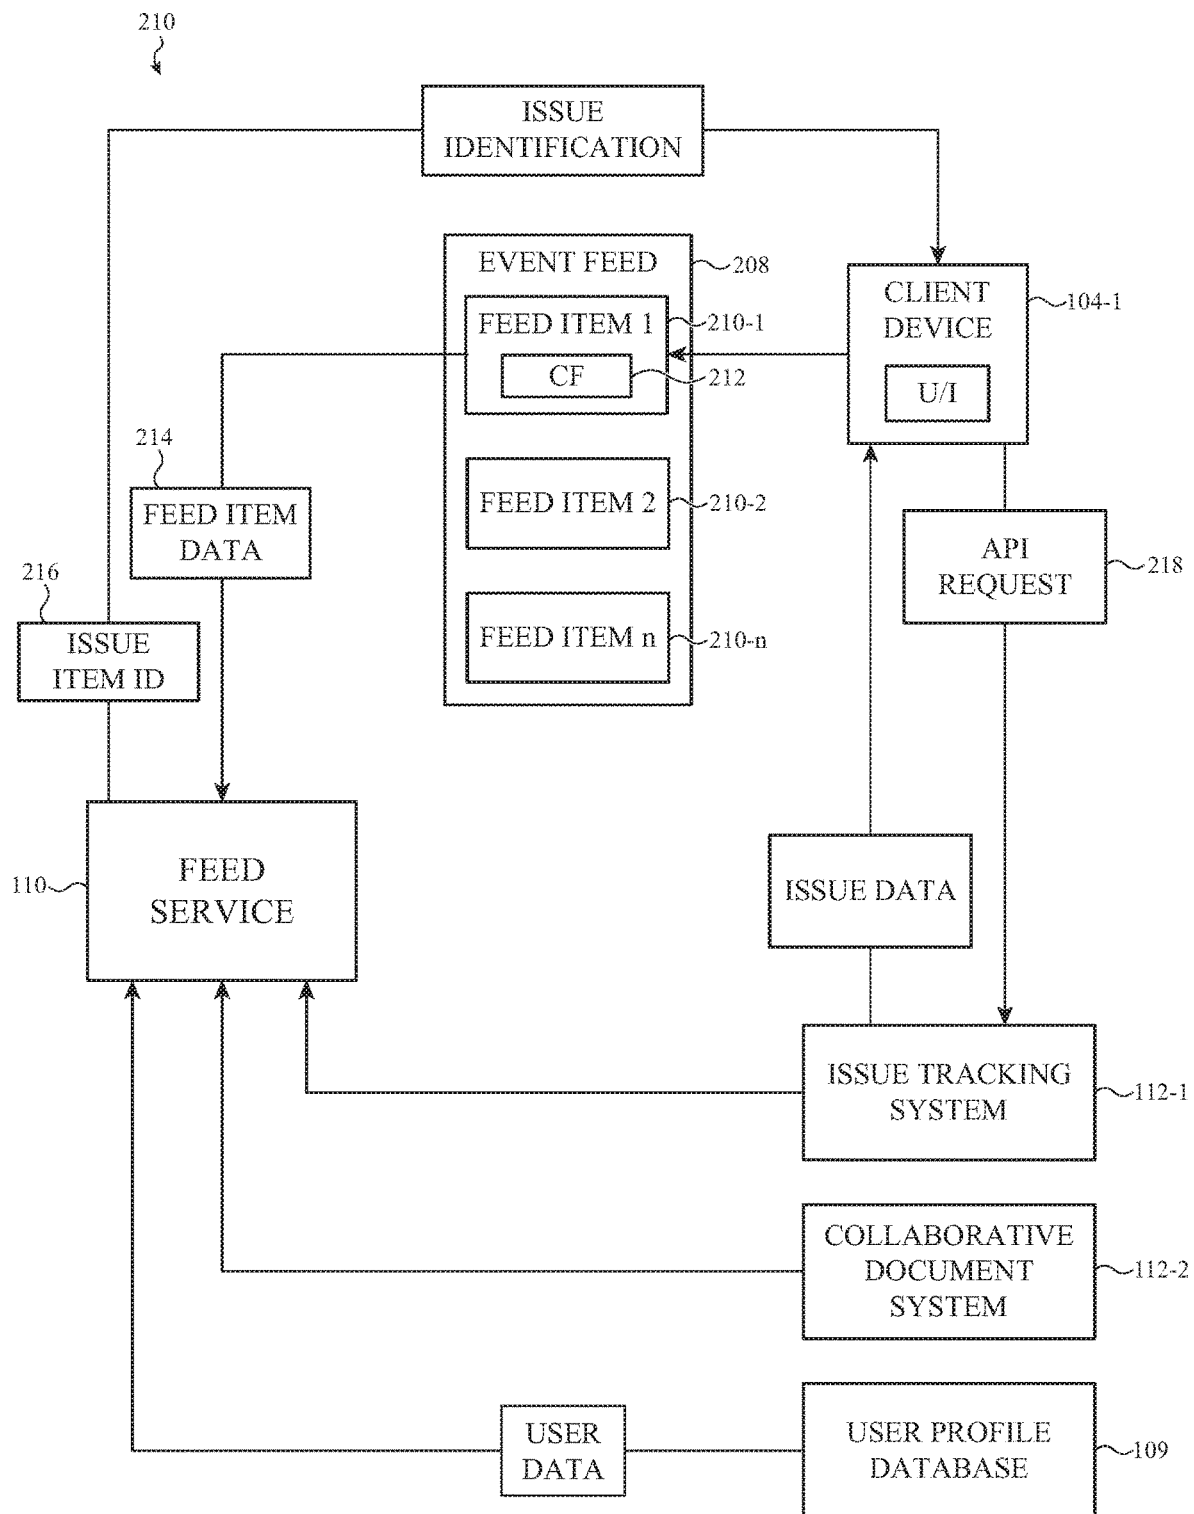 210
ISSUE
IDENTIFICATION
EVENT FEED
208
CLIENT
DEVICE
104-1
FEED ITEM 1
210-1
CF
212
U/I
214
FEED ITEM
DATA
FEED ITEM 2
210-2
API
REQUEST
218
216
ISSUE
ITEM ID
FEED ITEM n
210-n
FEED
SERVICE
110
ISSUE DATA
ISSUE TRACKING
SYSTEM
112-1
COLLABORATIVE
DOCUMENT
SYSTEM
112-2
USER
DATA
USER PROFILE
DATABASE
109